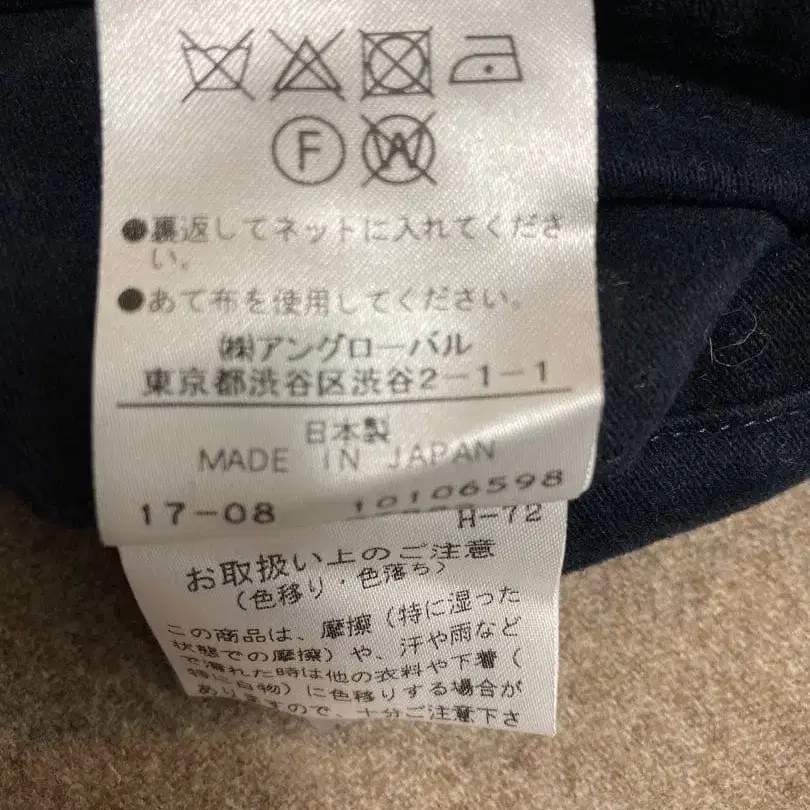 F W
●裏返してネットに入れてくださ
い。
●あて布を使用してください。
㈱アングローバル
東京都渋谷区渋谷2-1-1
日本製
MADE IN JAPAN
17-08 10106598
H-72
お取扱い上のご注意
(色移り・色落ち)
この商品は、摩擦(特に湿った
状態での摩擦)や、汗や雨など
で濡れた時は他の衣料や下着(
特に白物)に色移りする場合が
ありますので、十分ご注意下さ